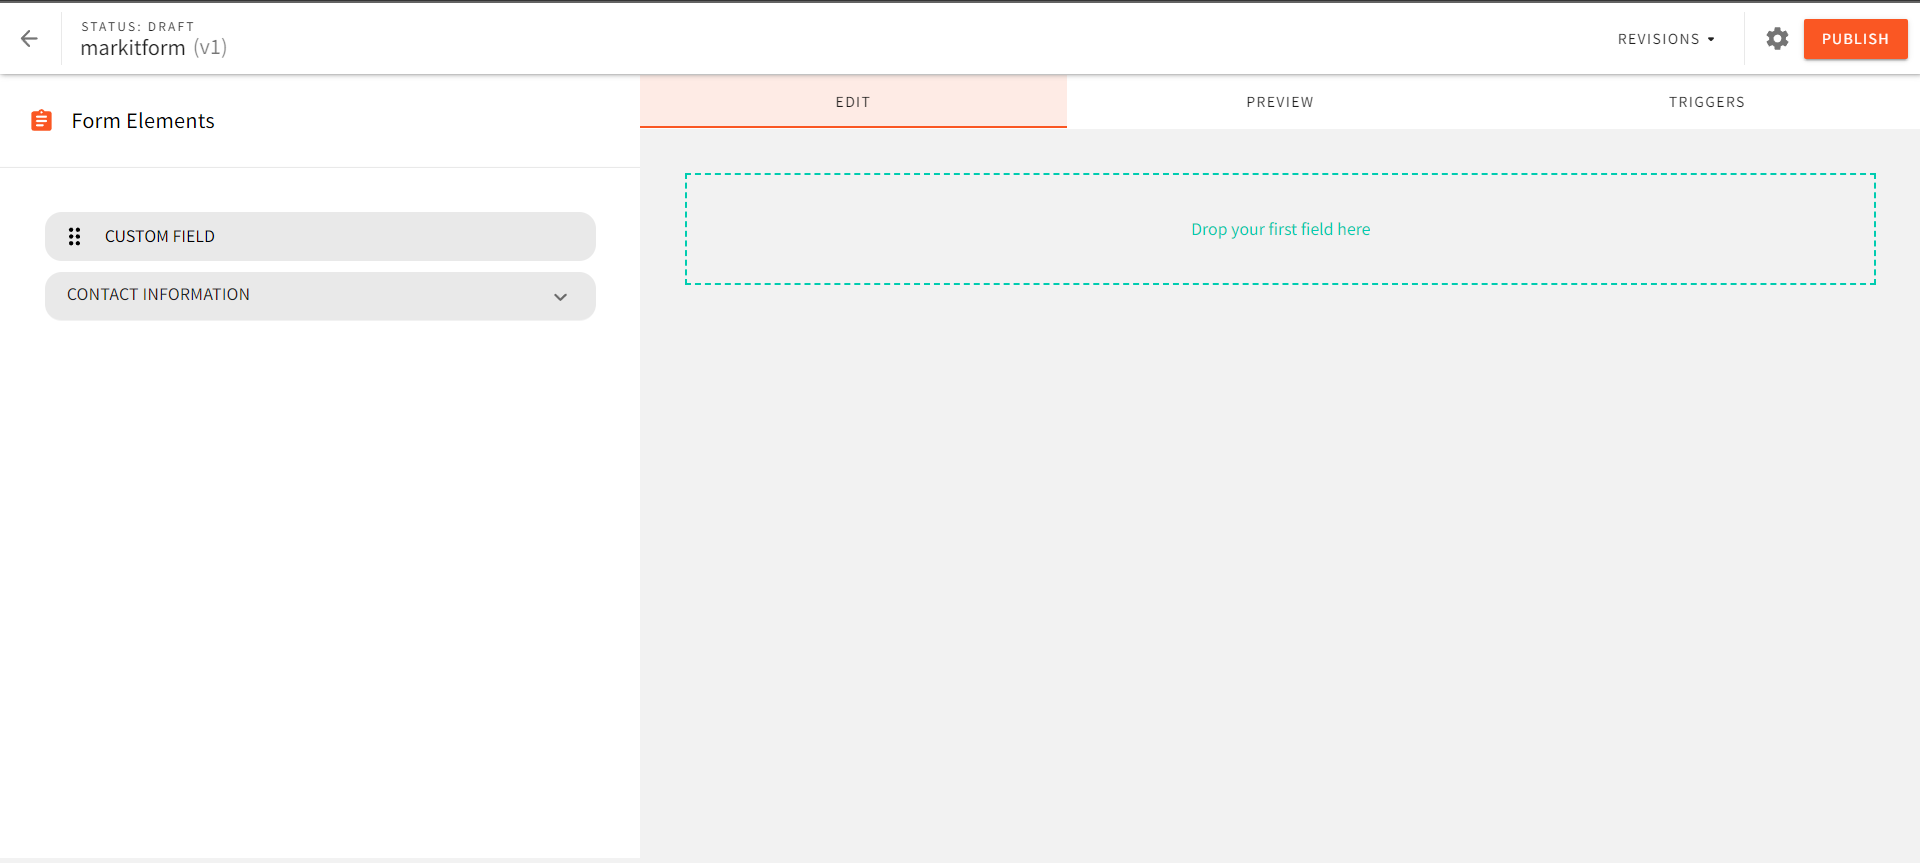 STATUS: DRAFT
markitform (v1)
REVISIONS
PUBLISH
Form Elements
EDIT
PREVIEW
TRIGGERS
CUSTOM FIELD
CONTACT INFORMATION
Drop your first field here